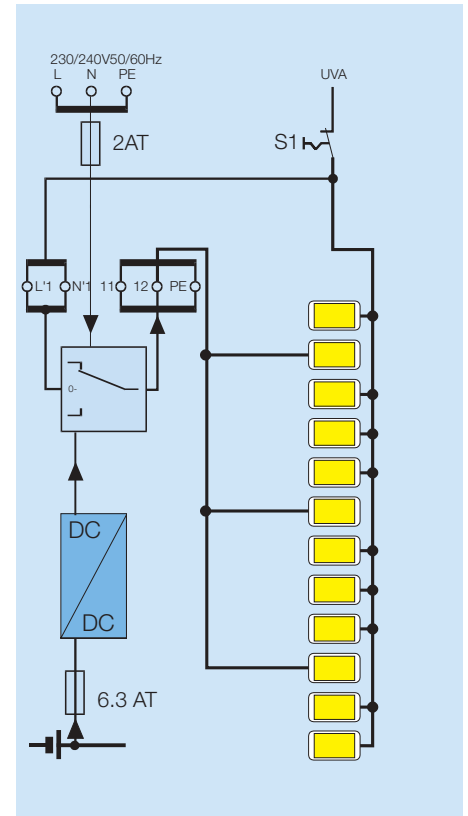 230/240V50/60Hz
L N PE
UVA
2AT
S1
L'1 N'1 11 12 PE
0-
DC
DC
6.3 AT